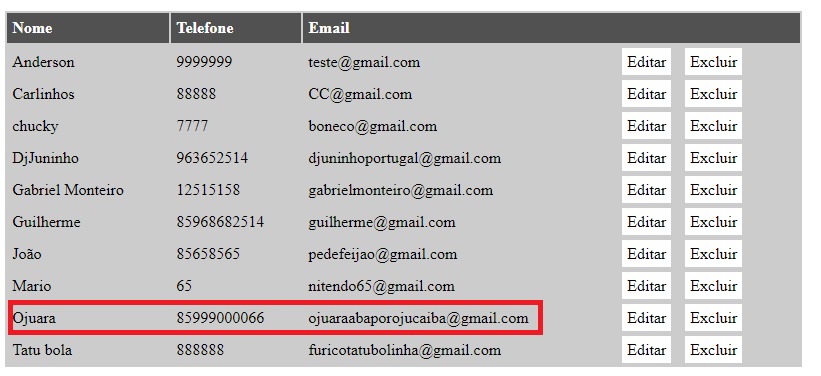 Nome Telefone Email
Anderson 9999999 teste@gmail.com Editar Excluir
Carlinhos 88888 CC@gmail.com Editar Excluir
chucky 7777 boneco@gmail.com Editar Excluir
DjJuninho 963652514 djuninhoportugal@gmail.com Editar Excluir
Gabriel Monteiro 12515158 gabrielmonteiro@gmail.com Editar Excluir
Guilherme 85968682514 guilherme@gmail.com Editar Excluir
João 85658565 pedefeijao@gmail.com Editar Excluir
Mario 65 nitendo65@gmail.com Editar Excluir
Ojuara 85999000066 ojuaraabaporojucaiba@gmail.com Editar Excluir
Tatu bola 888888 furicotatubolinha@gmail.com Editar Excluir